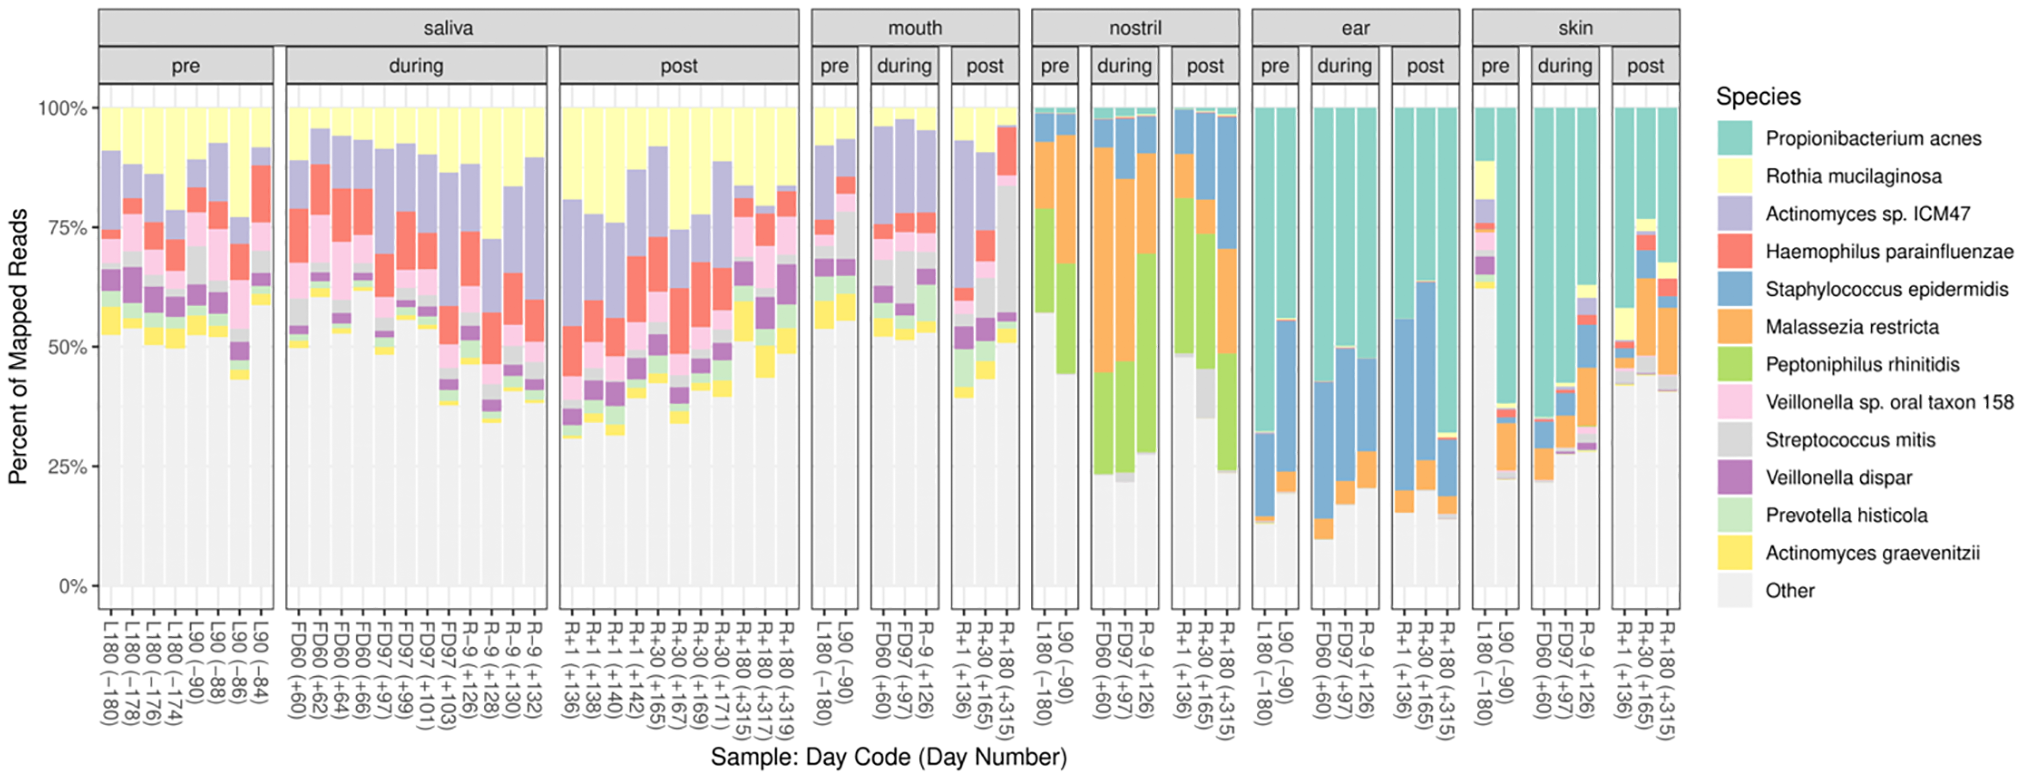 saliva mouth nostril ear skin
pre during post pre during post pre during post pre during post pre during post
Percent of Mapped Reads
100%
75%
50%
25%
0%
L180 (−180)
L180 (−178)
L180 (−176)
L180 (−174)
L90 (−90)
L90 (−88)
L90 (−86)
L90 (−84)
FD60 (+60)
FD60 (+62)
FD60 (+64)
FD60 (+66)
FD97 (+97)
FD97 (+99)
FD97 (+101)
FD97 (+103)
R−9 (+126)
R−9 (+128)
R−9 (+130)
R−9 (+132)
R+1 (+136)
R+1 (+138)
R+1 (+140)
R+1 (+142)
R+30 (+165)
R+30 (+167)
R+30 (+169)
R+30 (+171)
R+180 (+315)
R+180 (+317)
R+180 (+319)
L180 (−180)
L90 (−90)
FD60 (+60)
FD97 (+97)
R−9 (+126)
R+1 (+136)
R+30 (+165)
R+180 (+315)
L180 (−180)
L90 (−90)
FD60 (+60)
FD97 (+97)
R−9 (+126)
R+1 (+136)
R+30 (+165)
R+180 (+315)
L180 (−180)
L90 (−90)
FD60 (+60)
FD97 (+97)
R−9 (+126)
R+1 (+136)
R+30 (+165)
R+180 (+315)
L180 (−180)
L90 (−90)
FD60 (+60)
FD97 (+97)
R−9 (+126)
R+1 (+136)
R+30 (+165)
R+180 (+315)
Sample: Day Code (Day Number)
Species
Propionibacterium acnes
Rothia mucilaginosa
Actinomyces sp. ICM47
Haemophilus parainfluenzae
Staphylococcus epidermidis
Malassezia restricta
Peptoniphilus rhinitidis
Veillonella sp. oral taxon 158
Streptococcus mitis
Veillonella dispar
Prevotella histicola
Actinomyces graevenitzii
Other